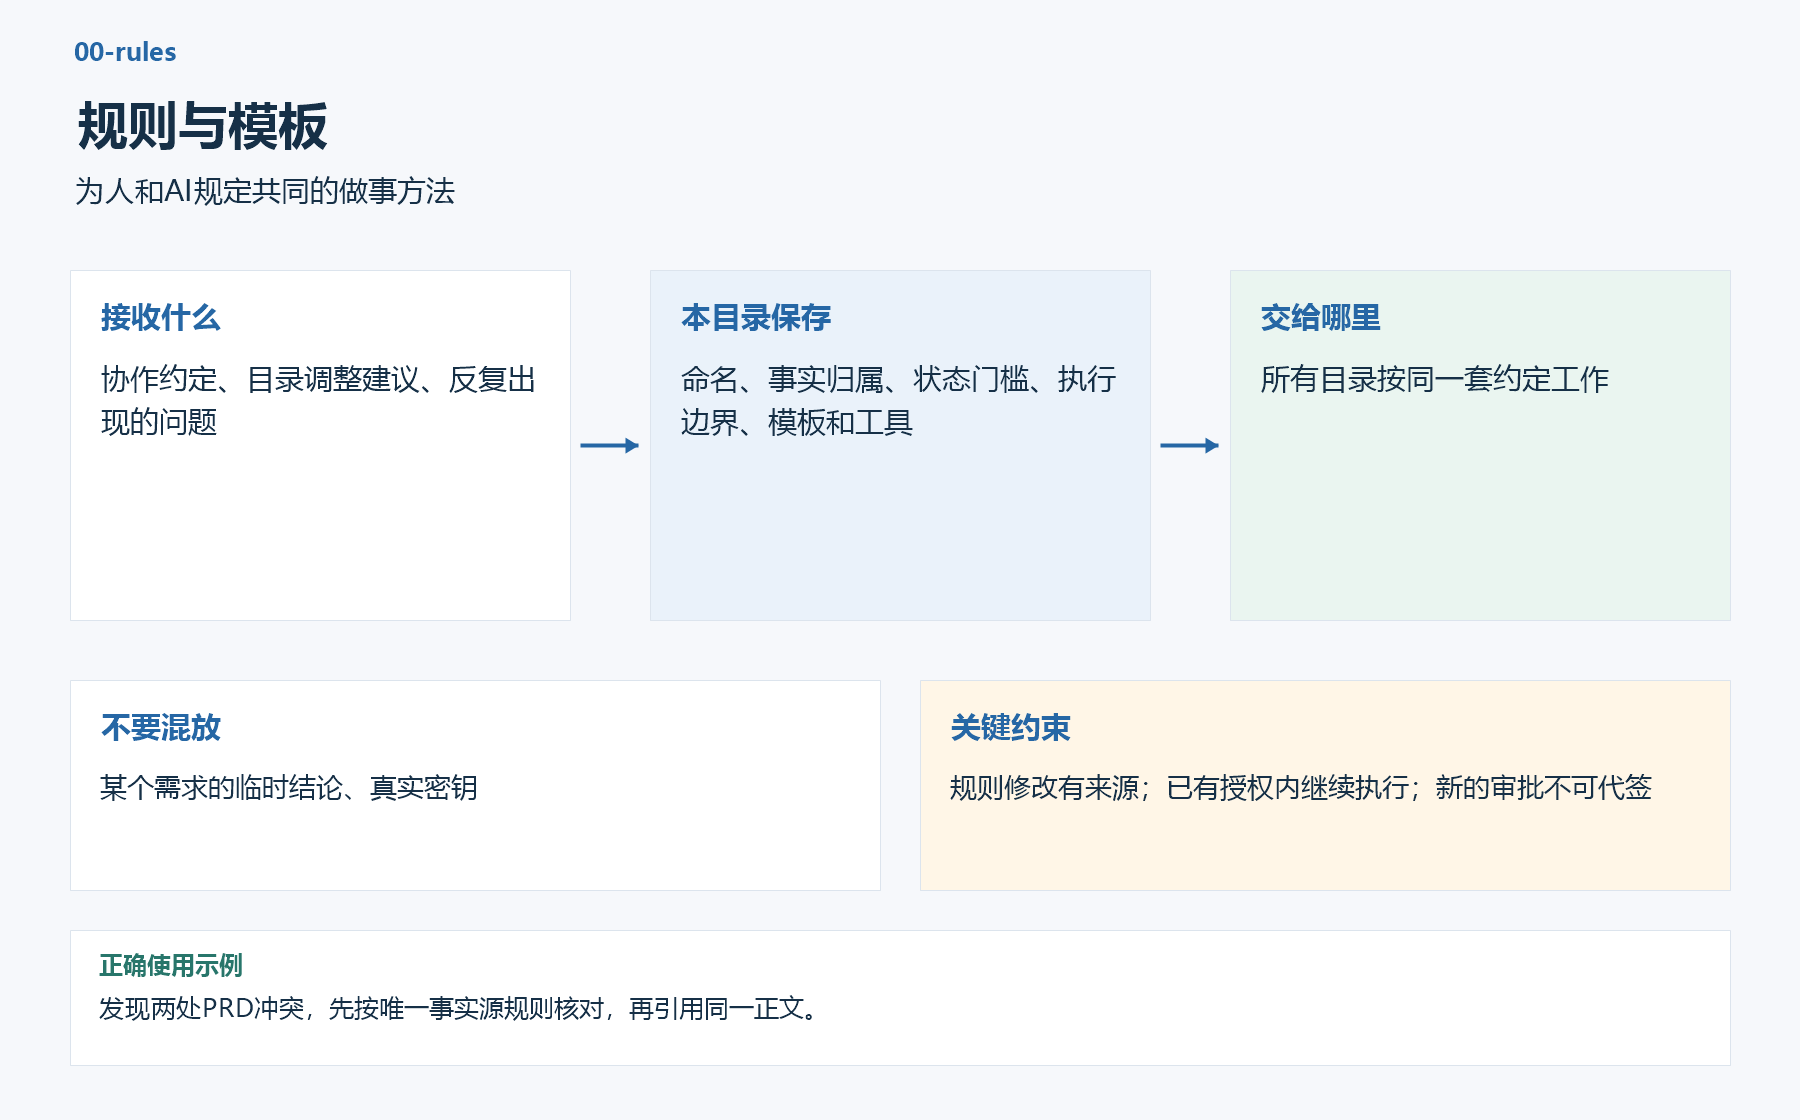 00-rules
规则与模板
为人和AI规定共同的做事方法
接收什么
协作约定、目录调整建议、反复出
现的问题
本目录保存
命名、事实归属、状态门槛、执行
边界、模板和工具
交给哪里
所有目录按同一套约定工作
不要混放
某个需求的临时结论、真实密钥
关键约束
规则修改有来源；已有授权内继续执行；新的审批不可代签
正确使用示例
发现两处PRD冲突，先按唯一事实源规则核对，再引用同一正文。